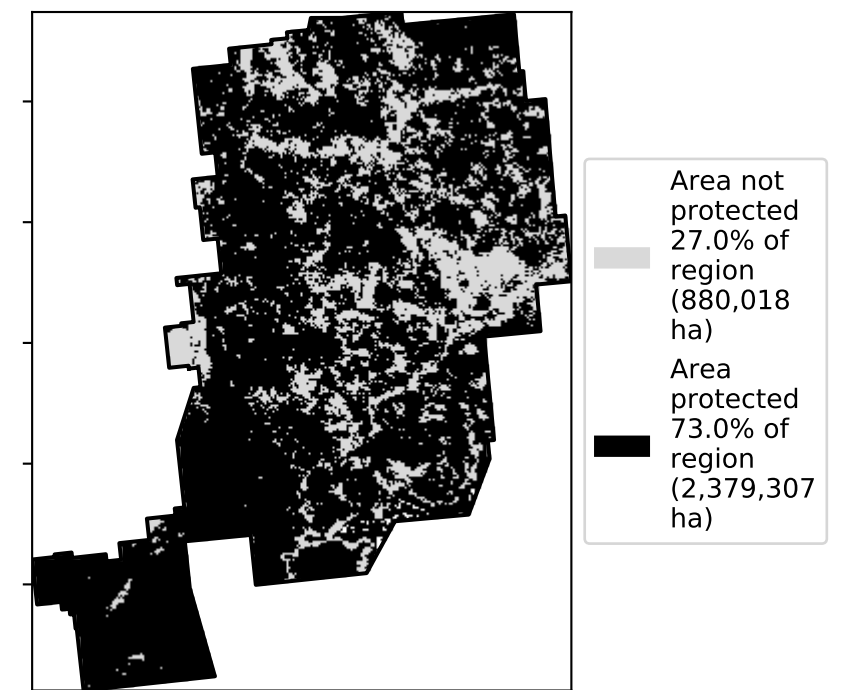 Area not
protected
27.0% of
region
(880,018
ha)
Area
protected
73.0% of
region
(2,379,307
ha)